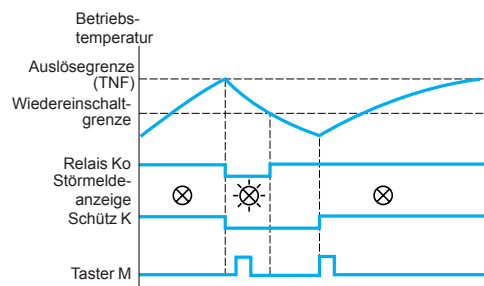 Betriebs-
temperatur
Auslösegrenze
(TNF)
Wiedereinschalt-
grenze
Relais Ko
Störmelde-
anzeige
Schütz K
Taster M